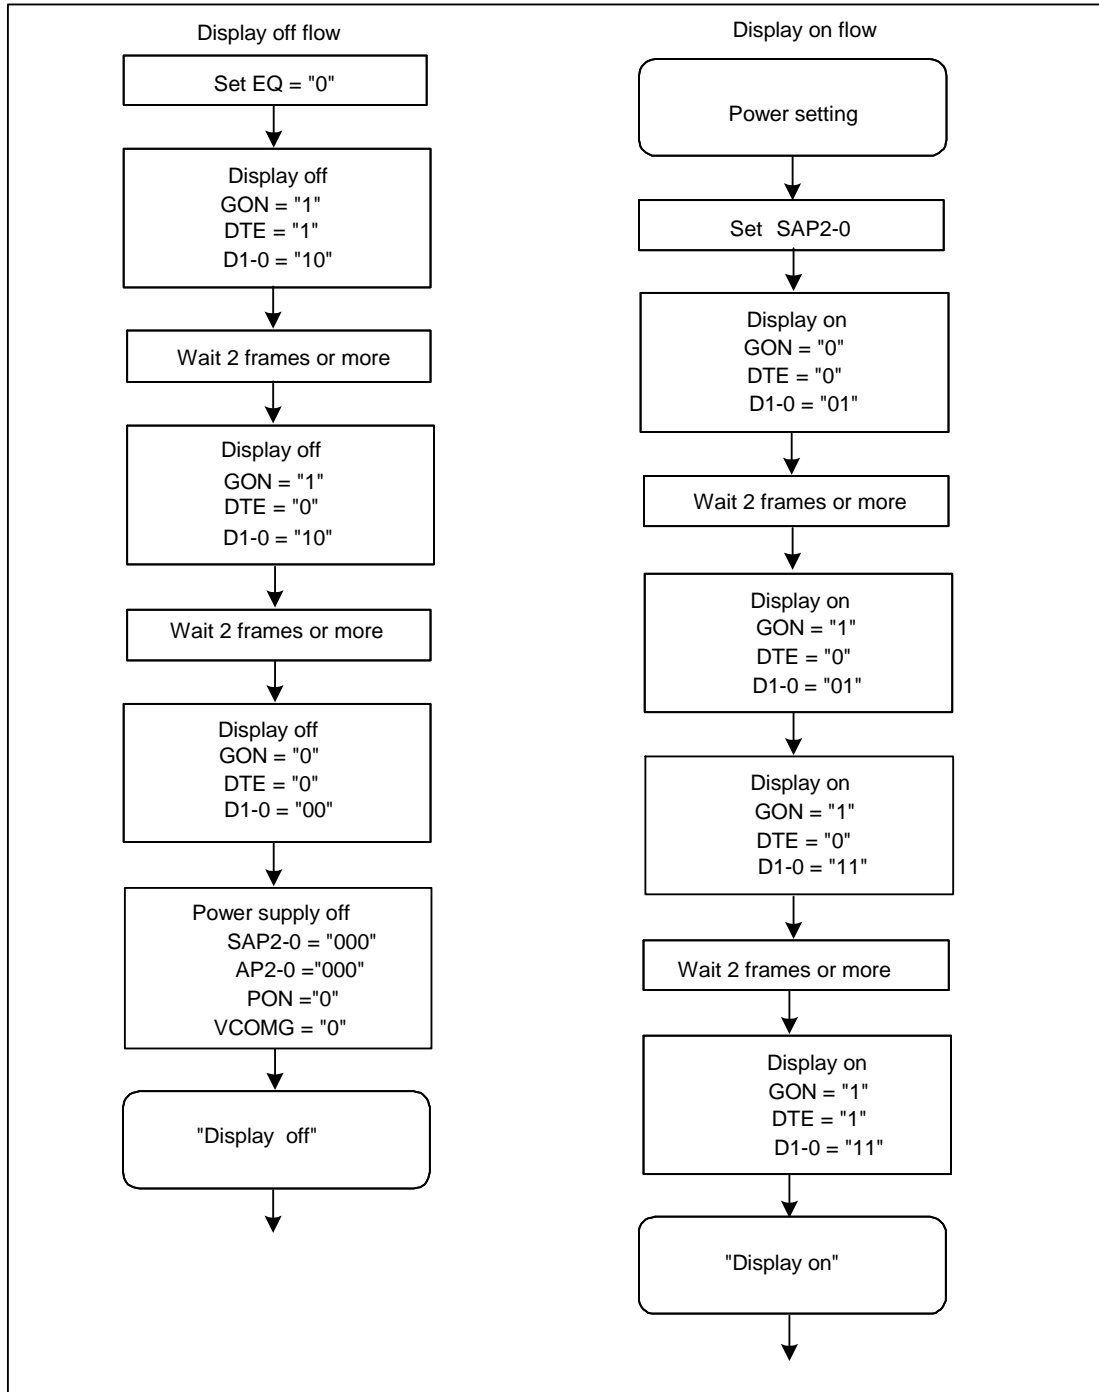 Display off flow
Set EQ = "0"
Display off
GON = "1"
DTE = "1"
D1-0 = "10"
Wait 2 frames or more
Display off
GON = "1"
DTE = "0"
D1-0 = "10"
Wait 2 frames or more
Display off
GON = "0"
DTE = "0"
D1-0 = "00"
Power supply off
SAP2-0 = "000"
AP2-0 ="000"
PON ="0"
VCOMG = "0"
"Display off"
Display on flow
Power setting
Set SAP2-0
Display on
GON = "0"
DTE = "0"
D1-0 = "01"
Wait 2 frames or more
Display on
GON = "1"
DTE = "0"
D1-0 = "01"
Display on
GON = "1"
DTE = "0"
D1-0 = "11"
Wait 2 frames or more
Display on
GON = "1"
DTE = "1"
D1-0 = "11"
"Display on"